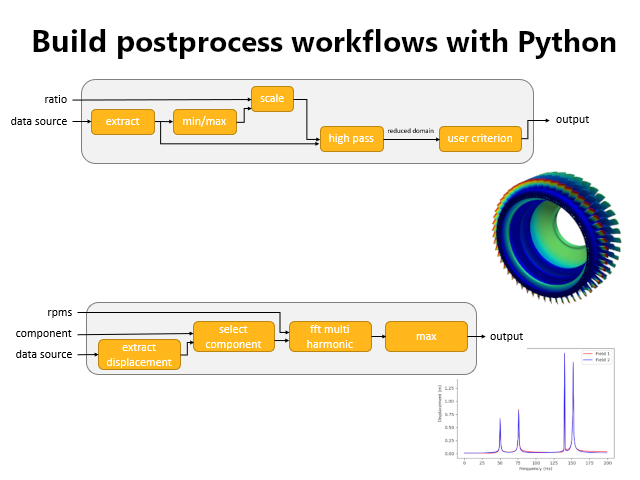 Build postprocess workflows with Python
ratio
data source
extract
min/max
scale
high pass
reduced domain
user criterion
output
rpms
component
data source
extract
displacement
select
component
fft multi
harmonic
max
output
Field 1
Field 2
Displacement (m)
1.25
1.00
0.75
0.50
0.25
0.00
0 25 50 75 100 125 150 175 200
Frequency (Hz)